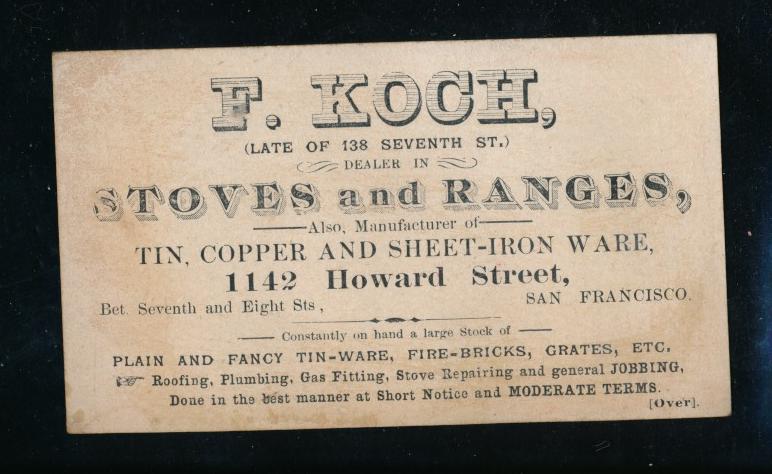 F. KOCH,
(LATE OF 138 SEVENTH ST.)
DEALER IN
STOVES and RANGES,
Also, Manufacturer of
TIN, COPPER AND SHEET-IRON WARE,
1142 Howard Street,
Bet. Seventh and Eight Sts, SAN FRANCISCO.
Constantly on hand a large Stock of
PLAIN AND FANCY TIN-WARE, FIRE-BRICKS, GRATES, ETC.
☞ Roofing, Plumbing, Gas Fitting, Stove Repairing and general JOBBING,
Done in the best manner at Short Notice and MODERATE TERMS.
[Over].